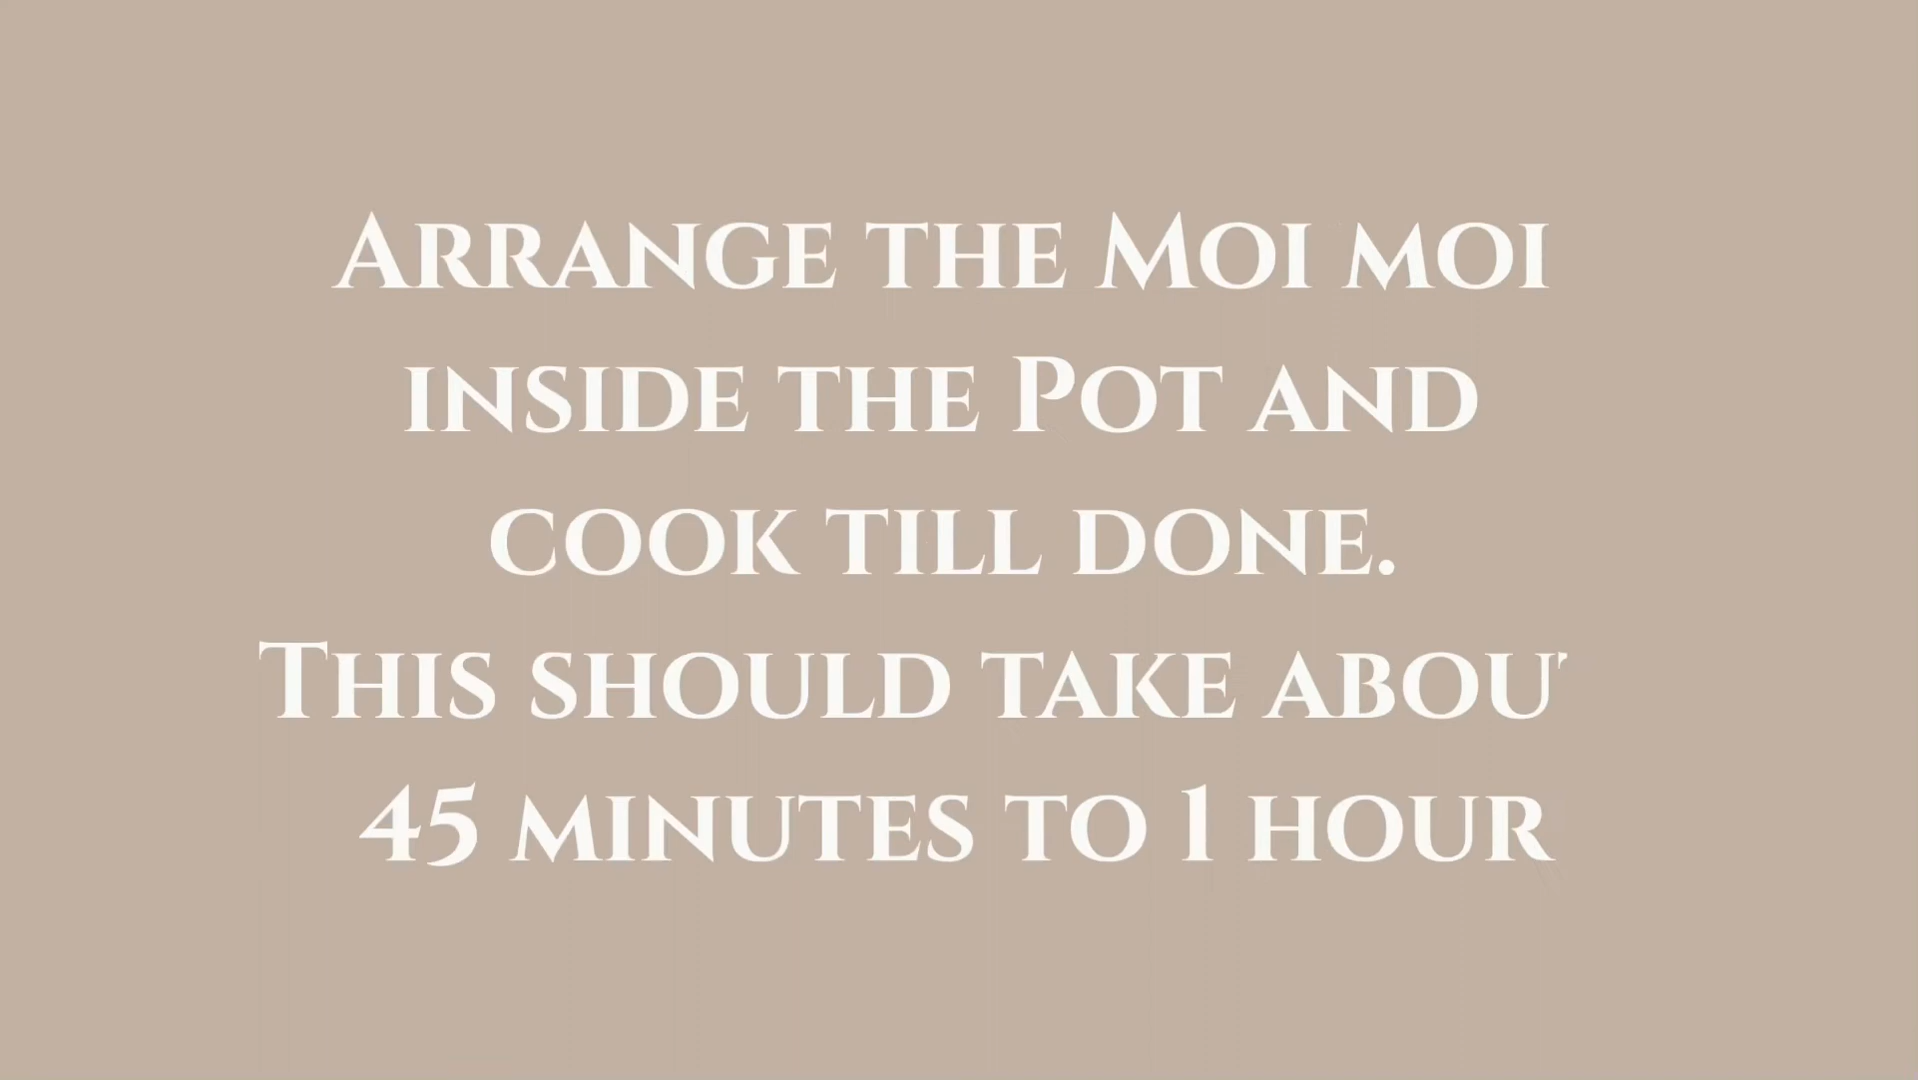 Arrange the Moi moi
inside the Pot and
cook till done.
This should take about
45 minutes to 1 hour